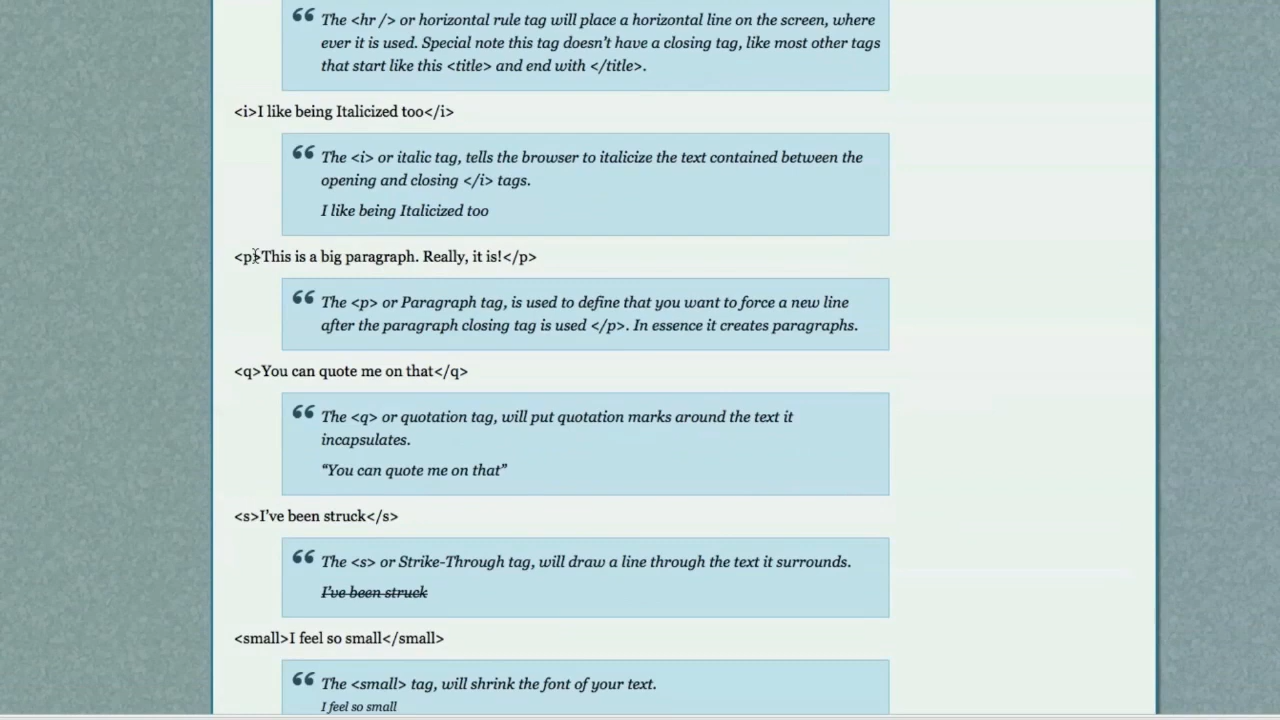 “ The <hr /> or horizontal rule tag will place a horizontal line on the screen, where
ever it is used. Special note this tag doesn’t have a closing tag, like most other tags
that start like this <title> and end with </title>.
<i>I like being Italicized too</i>
“ The <i> or italic tag, tells the browser to italicize the text contained between the
opening and closing </i> tags.
I like being Italicized too
<p>This is a big paragraph. Really, it is!</p>
“ The <p> or Paragraph tag, is used to define that you want to force a new line
after the paragraph closing tag is used </p>. In essence it creates paragraphs.
<q>You can quote me on that</q>
“ The <q> or quotation tag, will put quotation marks around the text it
incapsulates.
“You can quote me on that”
<s>I’ve been struck</s>
“ The <s> or Strike-Through tag, will draw a line through the text it surrounds.
I’ve been struck
<small>I feel so small</small>
“ The <small> tag, will shrink the font of your text.
I feel so small